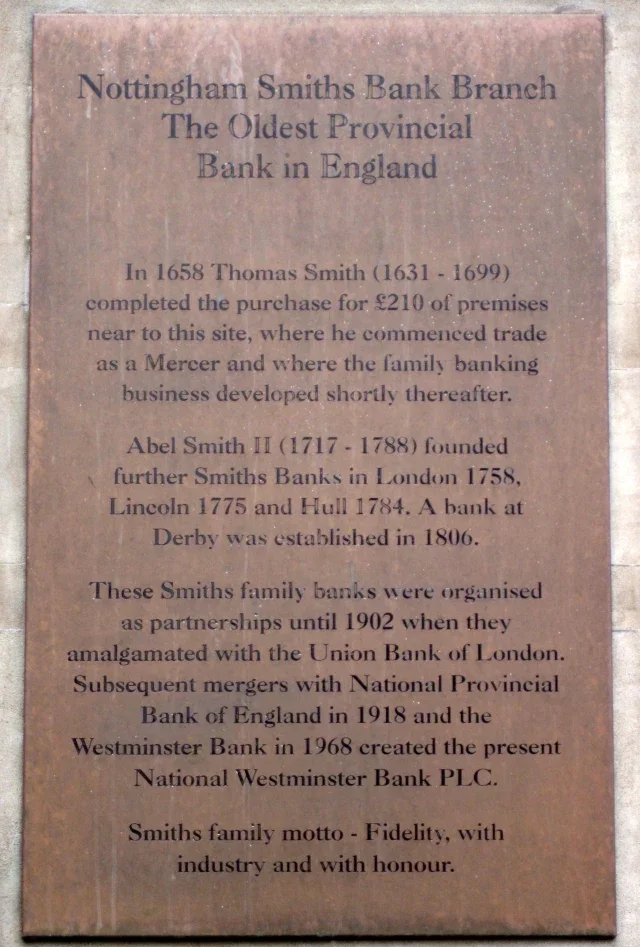 Nottingham Smiths Bank Branch
The Oldest Provincial
Bank in England
In 1658 Thomas Smith (1631 - 1699)
completed the purchase for £210 of premises
near to this site, where he commenced trade
as a Mercer and where the family banking
business developed shortly thereafter.
Abel Smith II (1717 - 1788) founded
further Smiths Banks in London 1758,
Lincoln 1775 and Hull 1784. A bank at
Derby was established in 1806.
These Smiths family banks were organised
as partnerships until 1902 when they
amalgamated with the Union Bank of London.
Subsequent mergers with National Provincial
Bank of England in 1918 and the
Westminster Bank in 1968 created the present
National Westminster Bank PLC.
Smiths family motto - Fidelity, with
industry and with honour.